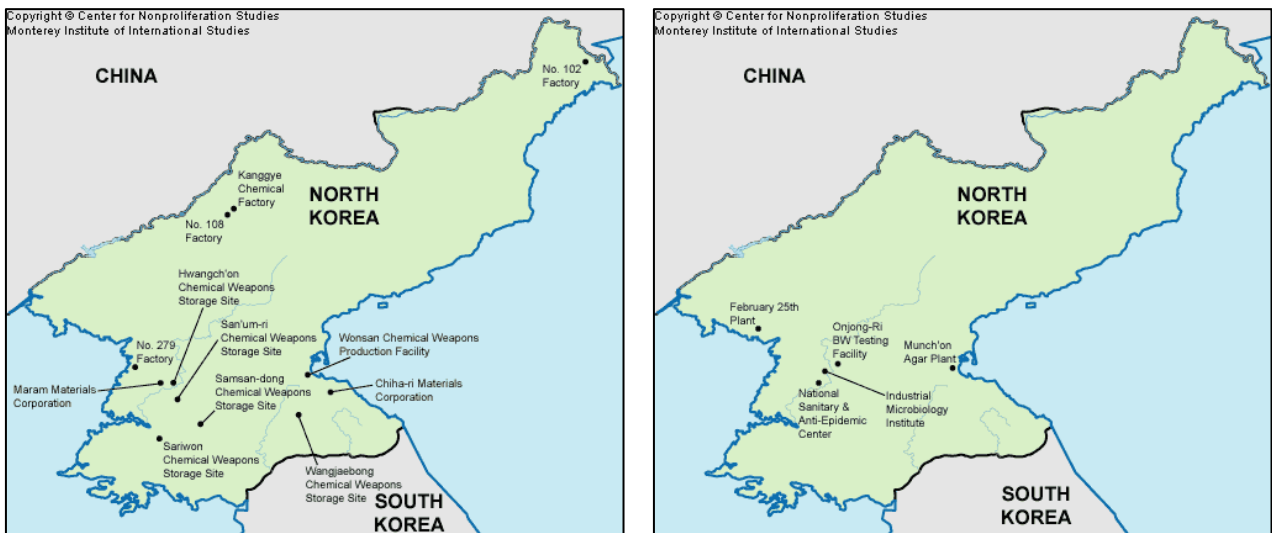 Copyright © Center for Nonproliferation Studies
Monterey Institute of International Studies
CHINA
No. 102
Factory
Kanggye
Chemical
Factory
NORTH
KOREA
No. 108
Factory
Hwangch'on
Chemical Weapons
Storage Site
San'um-ri
Chemical Weapons
Storage Site
Wonsan Chemical Weapons
Production Facility
No. 279
Factory
Maram Materials
Corporation
Samsan-dong
Chemical Weapons
Storage Site
Chiha-ri Materials
Corporation
Sariwon
Chemical Weapons
Storage Site
Wangjaebong
Chemical Weapons
Storage Site
SOUTH
KOREA
Copyright © Center for Nonproliferation Studies
Monterey Institute of International Studies
CHINA
No. 102
Factory
NORTH
KOREA
February 25th
Plant
Onjong-Ri
BW Testing
Facility
Munch'on
Agar Plant
National
Sanitary &
Anti-Epidemic
Center
Industrial
Microbiology
Institute
SOUTH
KOREA